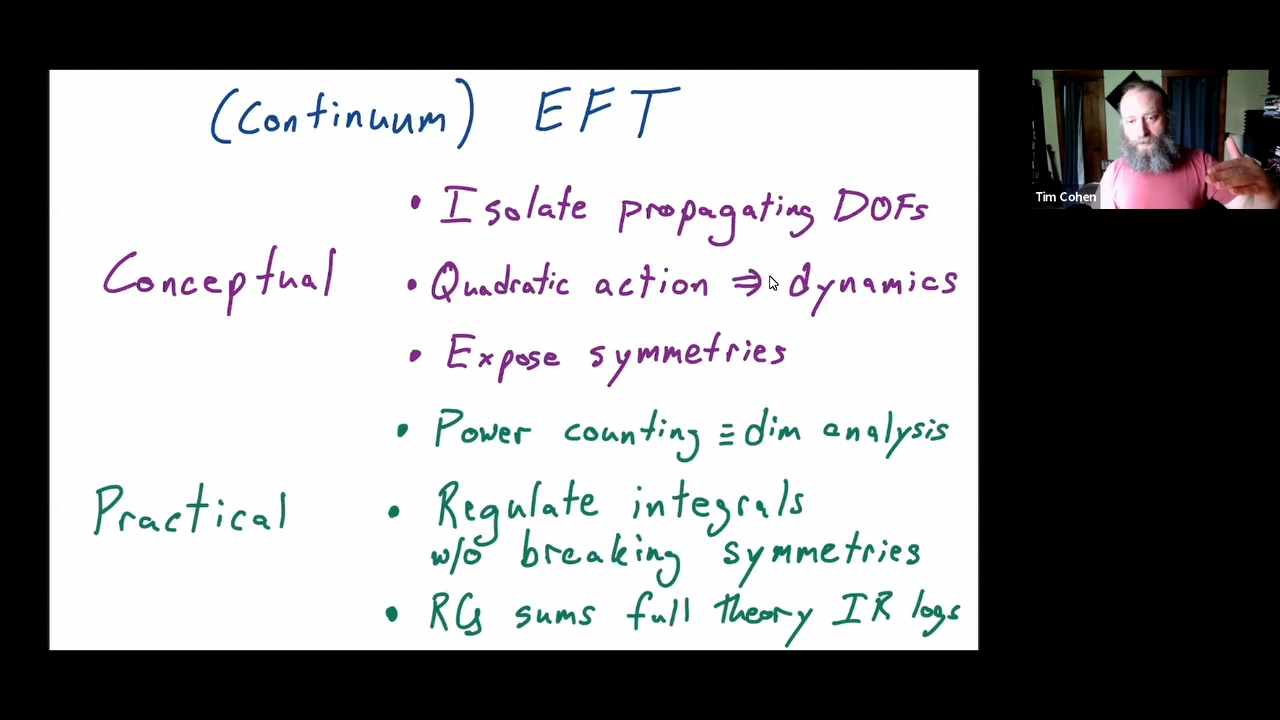 (Continuum) EFT
Conceptual
• Isolate propagating DOFs
• Quadratic action ⇒ dynamics
• Expose symmetries
Practical
• Power counting ≡ dim analysis
• Regulate integrals
w/o breaking symmetries
• RG sums full theory IR logs
Tim Cohen